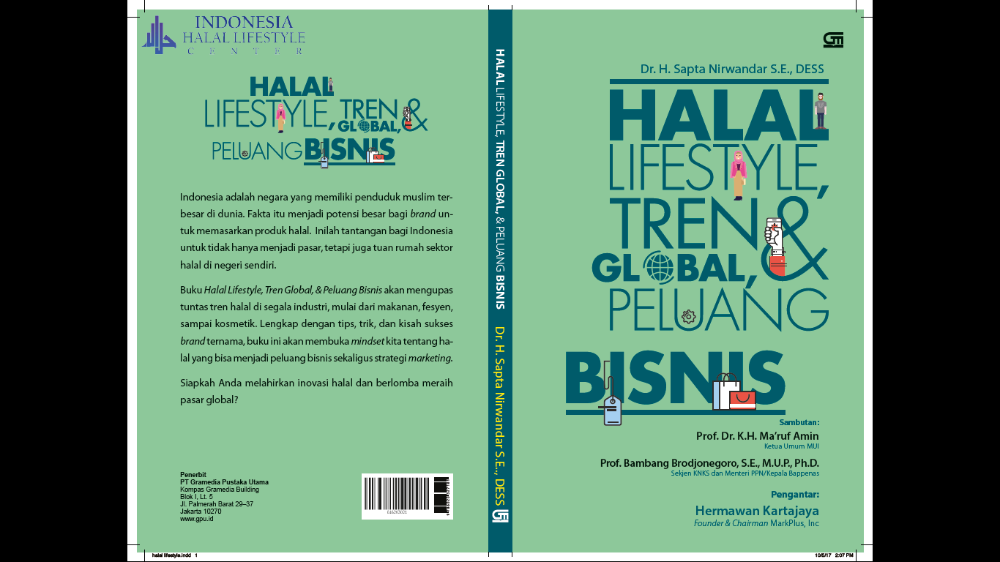 INDONESIA
HALAL LIFESTYLE
CENTER
HALAL
LIFESTYLE, TREN
GLOBAL, &
PELUANG BISNIS
Indonesia adalah negara yang memiliki penduduk muslim ter-
besar di dunia. Fakta itu menjadi potensi besar bagi brand un-
tuk memasarkan produk halal. Inilah tantangan bagi Indonesia
untuk tidak hanya menjadi pasar, tetapi juga tuan rumah sektor
halal di negeri sendiri.
Buku Halal Lifestyle, Tren Global, & Peluang Bisnis akan mengupas
tuntas tren halal di segala industri, mulai dari makanan, fesyen,
sampai kosmetik. Lengkap dengan tips, trik, dan kisah sukses
brand ternama, buku ini akan membuka mindset kita tentang ha-
lal yang bisa menjadi peluang bisnis sekaligus strategi marketing.
Siapkah Anda melahirkan inovasi halal dan berlomba meraih
pasar global?
Penerbit
PT Gramedia Pustaka Utama
Kompas Gramedia Building
Blok I, Lt. 5
Jl. Palmerah Barat 29–37
Jakarta 10270
www.gpu.id
HALAL LIFESTYLE, TREN GLOBAL, & PELUANG BISNIS Dr. H. Sapta Nirwandar S.E., DESS
Dr. H. Sapta Nirwandar S.E., DESS
HALAL
LIFESTYLE,
TREN &
GLOBAL,
PELUANG
BISNIS
Sambutan:
Prof. Dr. K.H. Ma'ruf Amin
Ketua Umum MUI
Prof. Bambang Brodjonegoro, S.E., M.U.P., Ph.D.
Sekjen KNKS dan Menteri PPN/Kepala Bappenas
Pengantar:
Hermawan Kartajaya
Founder & Chairman MarkPlus, Inc
halal lifestyle.indd 1
10/5/17 2:07 PM